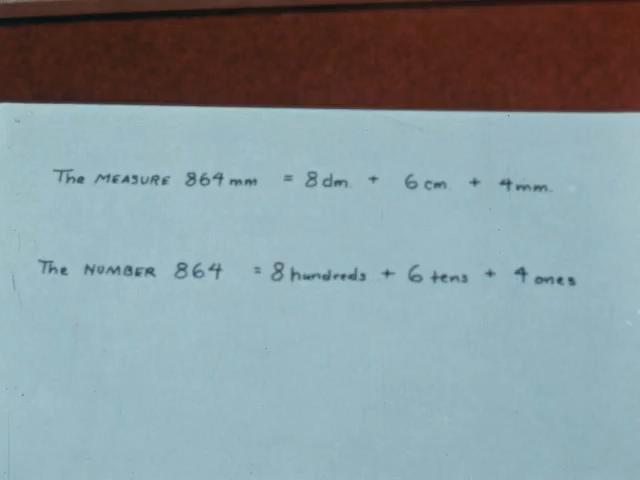 The MEASURE 864 mm = 8 dm. + 6 cm. + 4 mm.
The NUMBER 864 = 8 hundreds + 6 tens + 4 ones